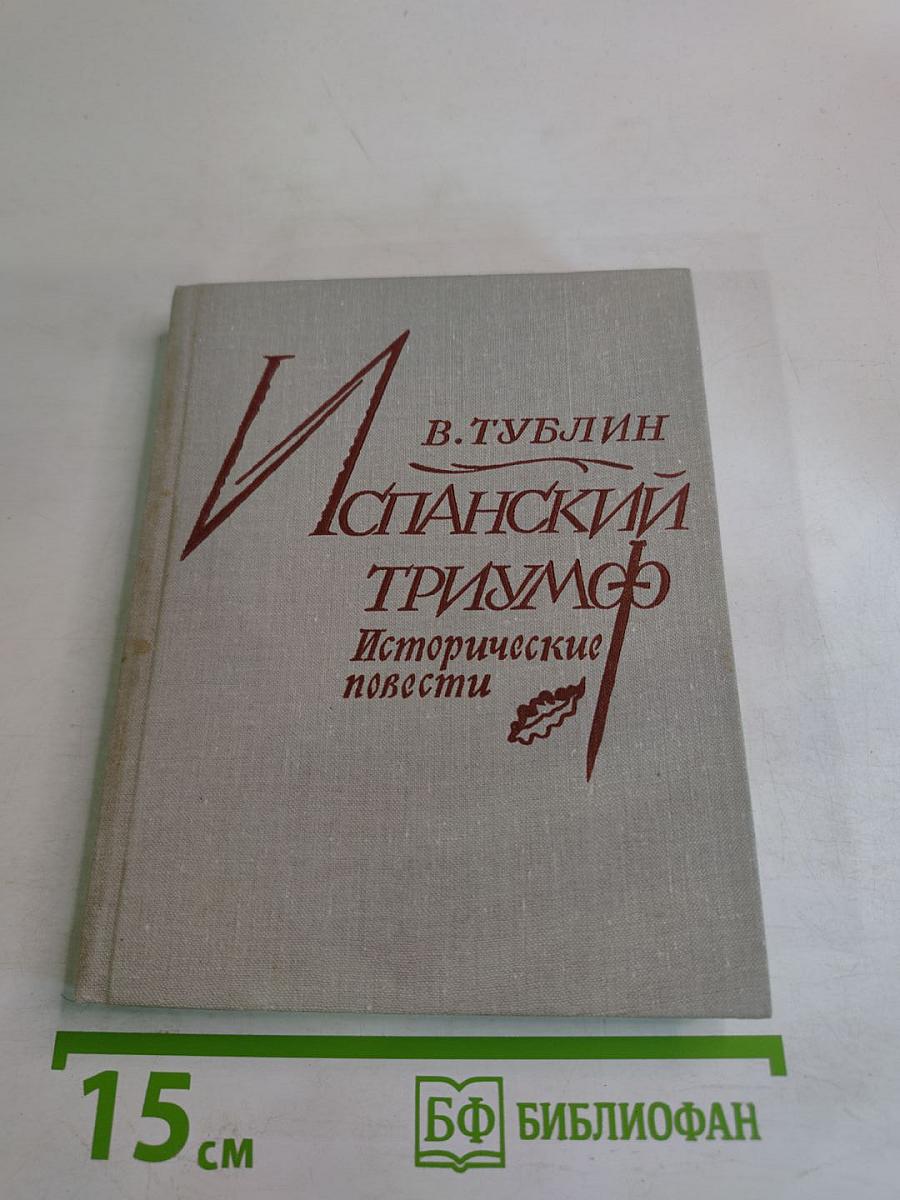 В. ТУБЛИН
ИСПАНСКИЙ
ТРИУМФ
Исторические
повести
15 см
БФ БИБЛИОФАН